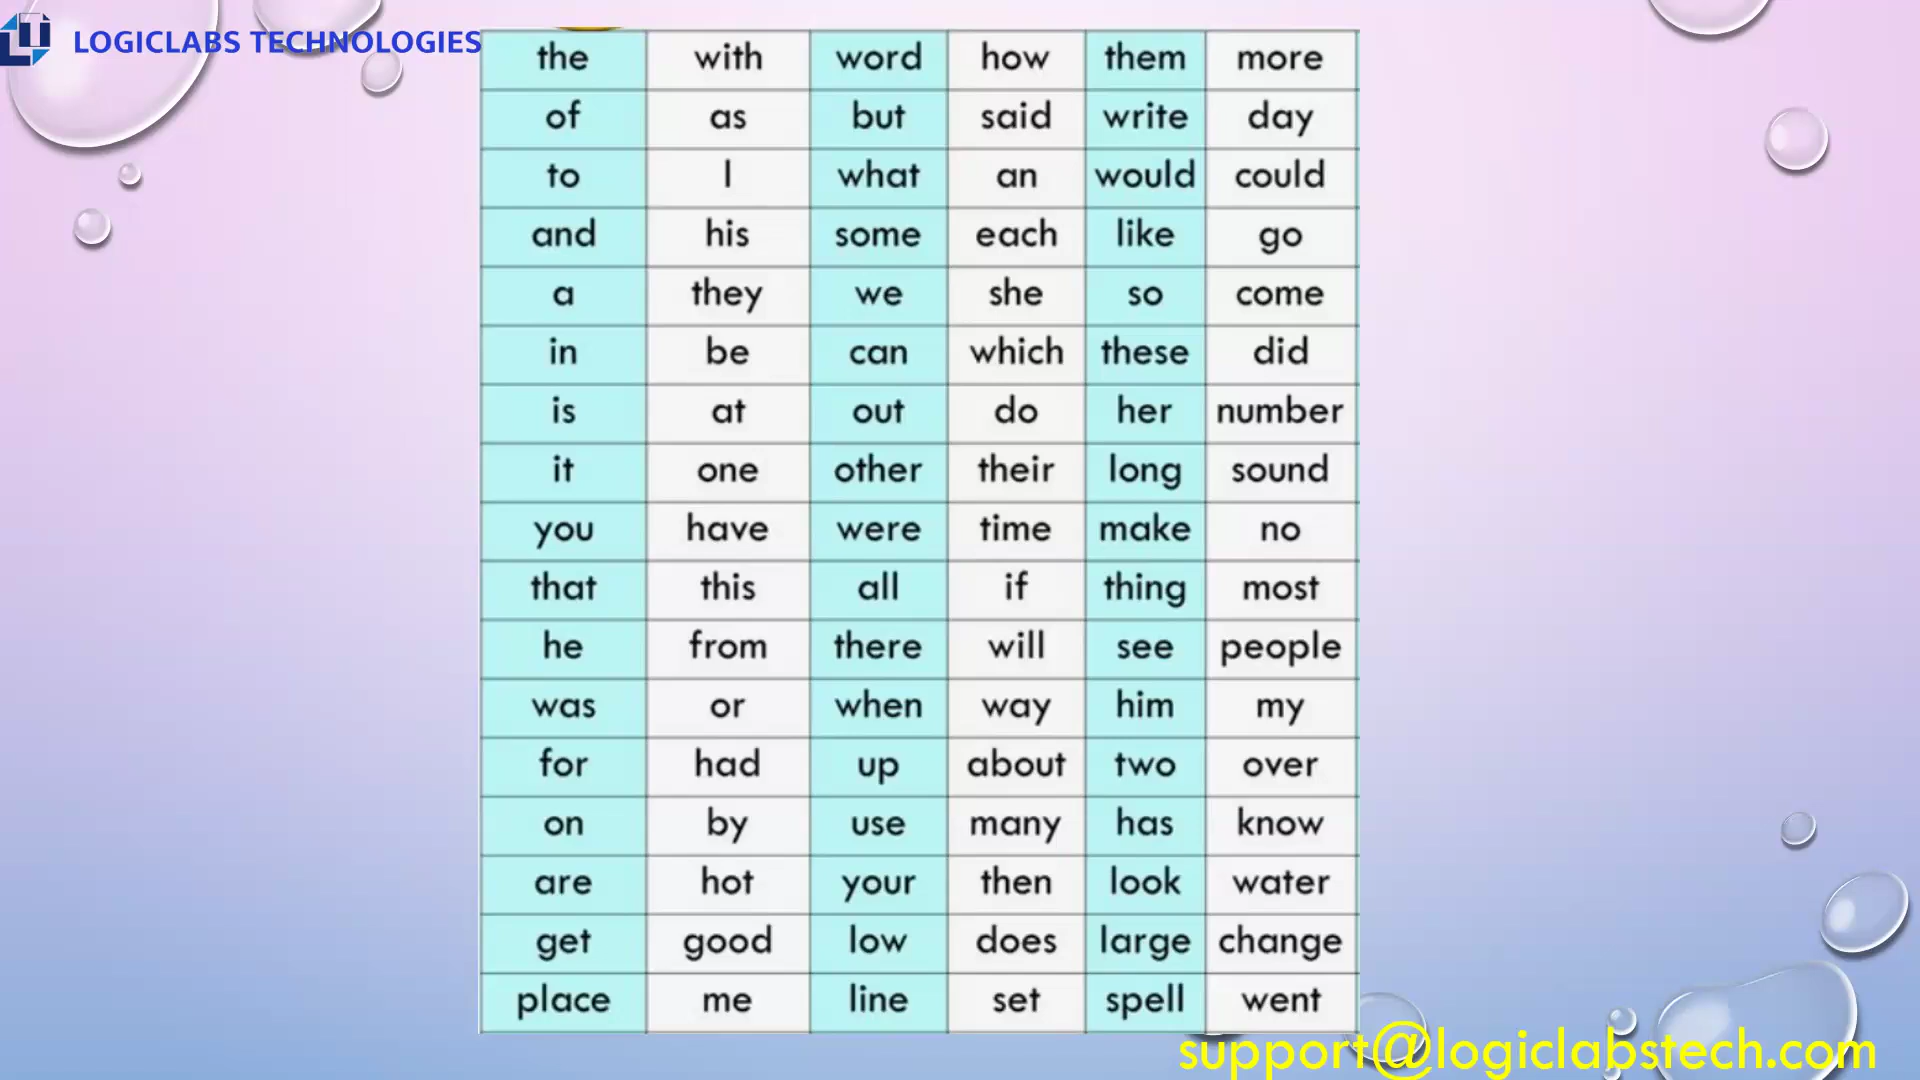 LOGICLABS TECHNOLOGIES
the with word how them more
of as but said write day
to I what an would could
and his some each like go
a they we she so come
in be can which these did
is at out do her number
it one other their long sound
you have were time make no
that this all if thing most
he from there will see people
was or when way him my
for had up about two over
on by use many has know
are hot your then look water
get good low does large change
place me line set spell went
support@logiclabstech.com